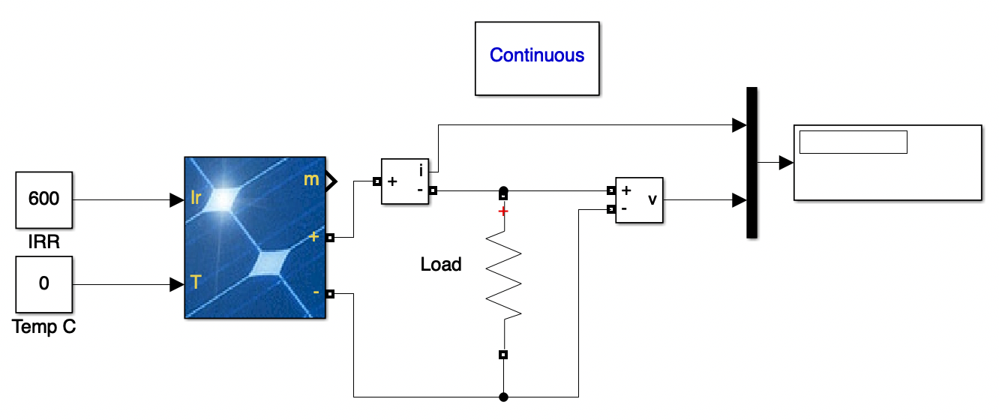 Continuous
600
IRR
0
Temp C
Ir
T
m
+
-
+
i
-
+
Load
+
-
v